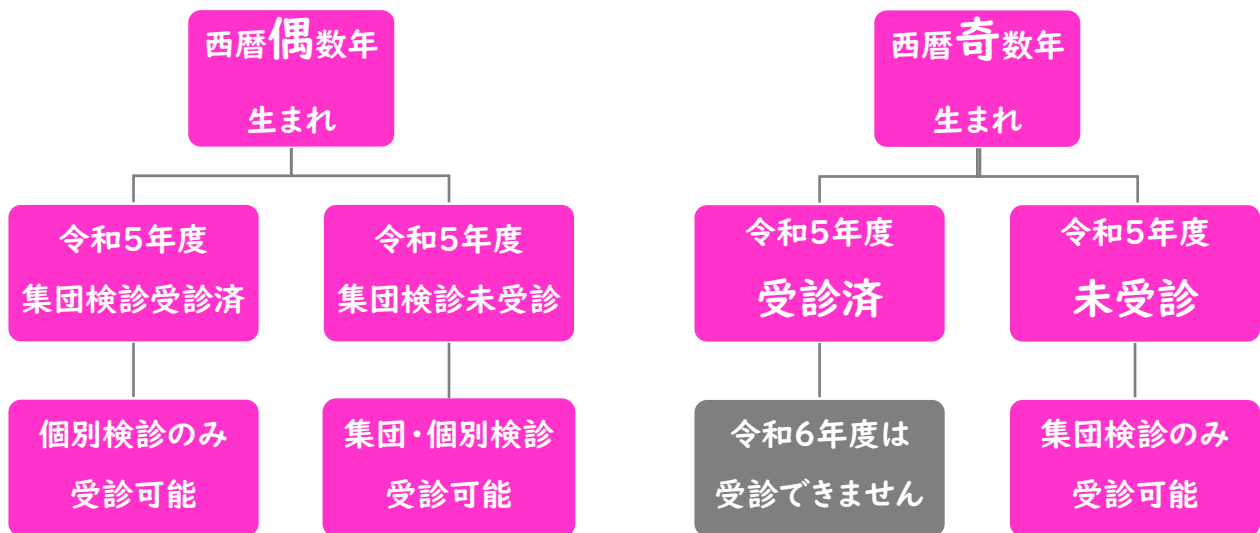 西暦偶数年
生まれ
西暦奇数年
生まれ
令和5年度
集団検診受診済
令和5年度
集団検診未受診
令和5年度
受診済
令和5年度
未受診
個別検診のみ
受診可能
集団・個別検診
受診可能
令和6年度は
受診できません
集団検診のみ
受診可能